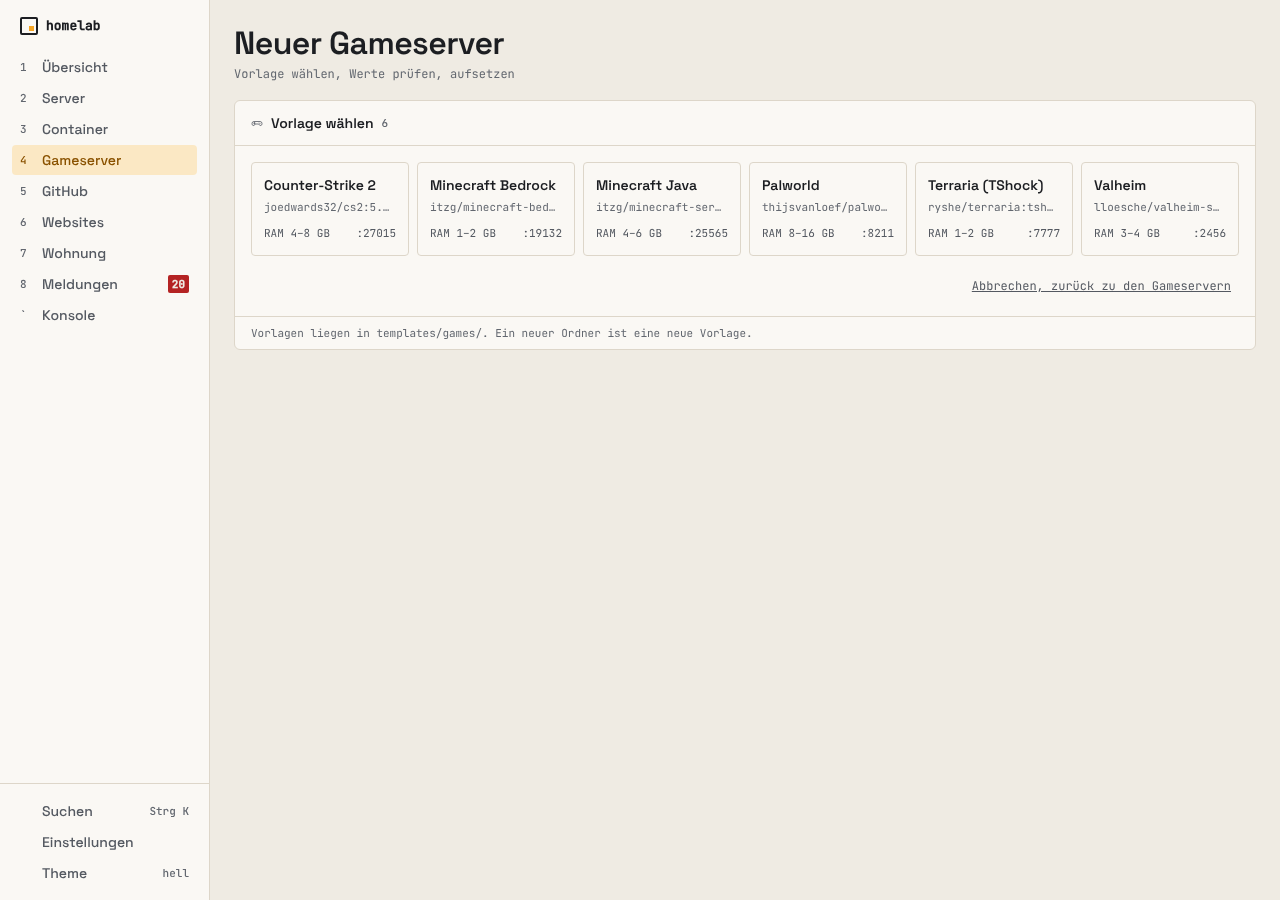 homelab
1 Übersicht
2 Server
3 Container
4 Gameserver
5 GitHub
6 Websites
7 Wohnung
8 Meldungen 20
` Konsole
Suchen Strg K
Einstellungen
Theme hell
Neuer Gameserver
Vorlage wählen, Werte prüfen, aufsetzen
Vorlage wählen 6
Counter-Strike 2
joedwards32/cs2:5.…
RAM 4–8 GB :27015
Minecraft Bedrock
itzg/minecraft-bed…
RAM 1–2 GB :19132
Minecraft Java
itzg/minecraft-ser…
RAM 4–6 GB :25565
Palworld
thijsvanloef/palwo…
RAM 8–16 GB :8211
Terraria (TShock)
ryshe/terraria:tsh…
RAM 1–2 GB :7777
Valheim
lloesche/valheim-s…
RAM 3–4 GB :2456
Abbrechen, zurück zu den Gameservern
Vorlagen liegen in templates/games/. Ein neuer Ordner ist eine neue Vorlage.